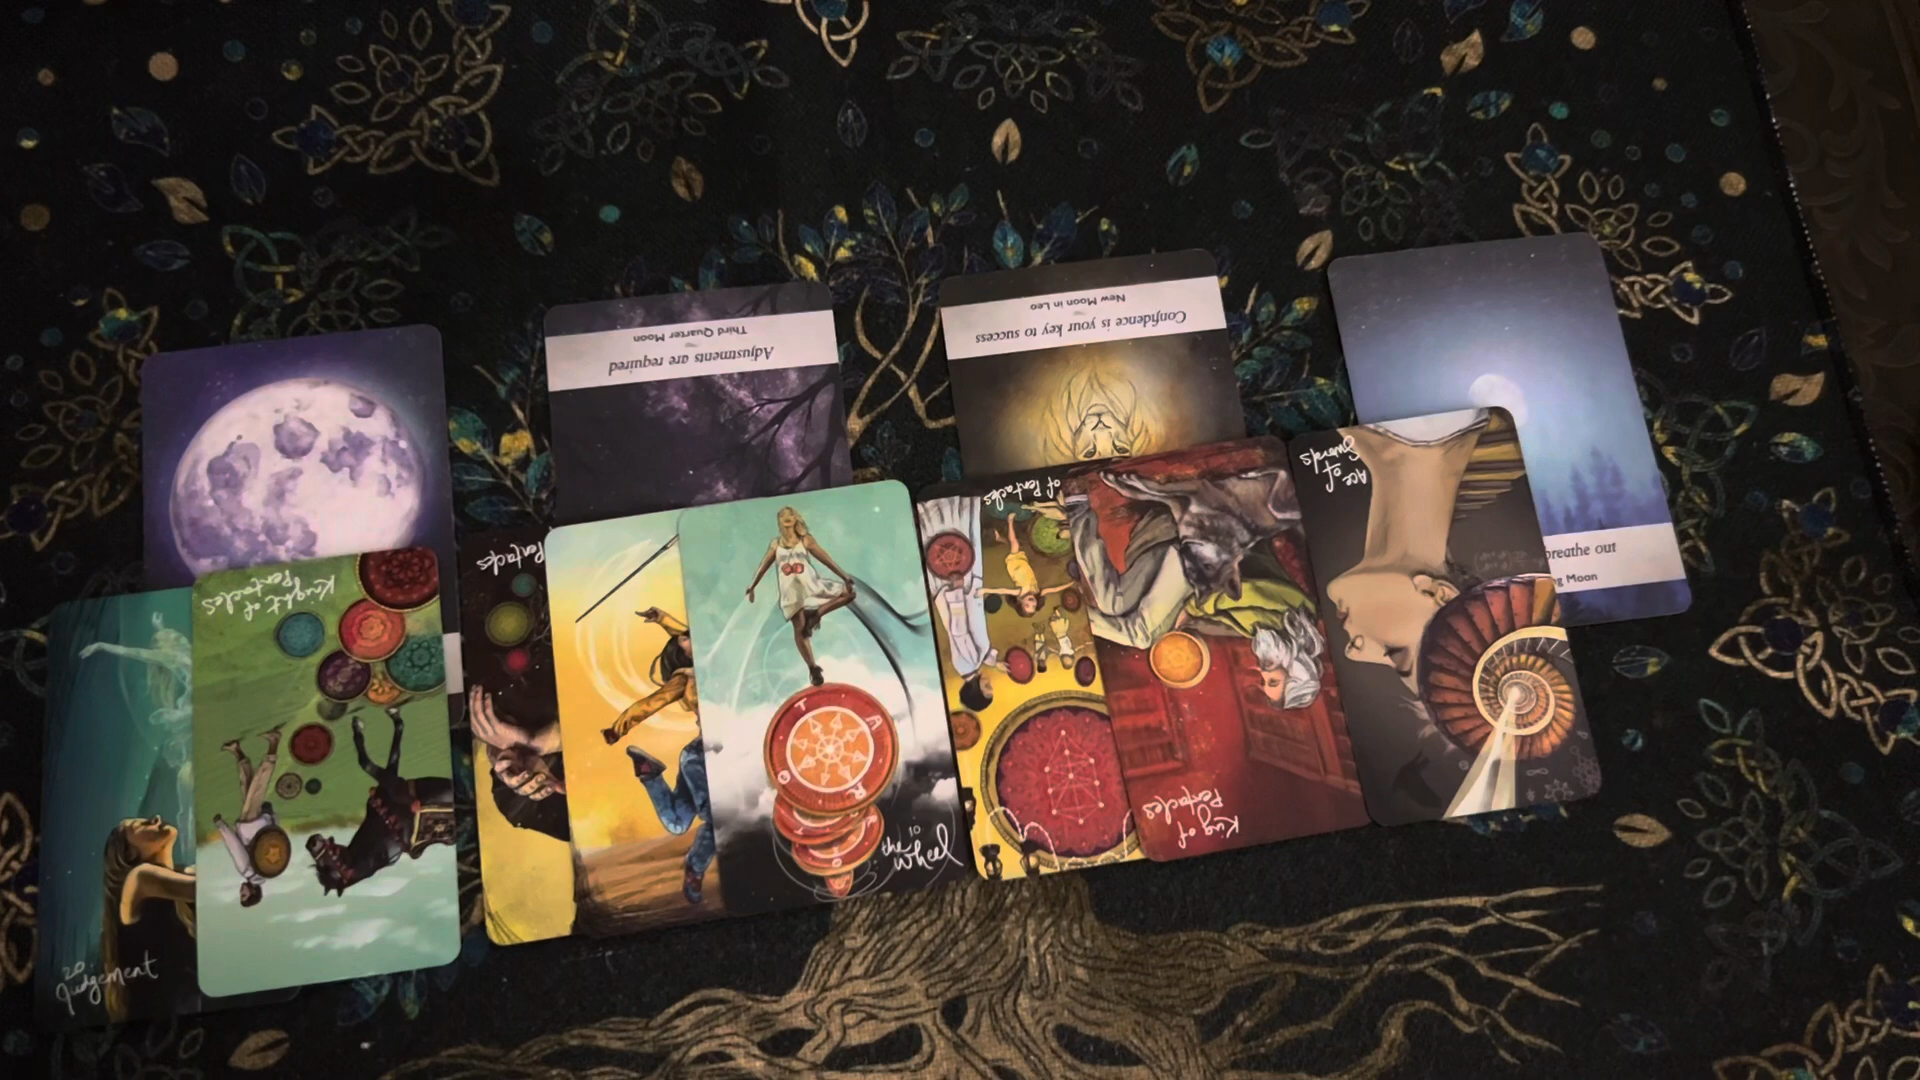 Third Quarter Moon
Adjustments are required
New Moon in Leo
Confidence is your key to success
breathe out
Moon
Knight of
Pentacles
Pentacles
of Pentacles
Ace
of
Swords
King of
Pentacles
TAROT
10
the
Wheel
20
Judgement